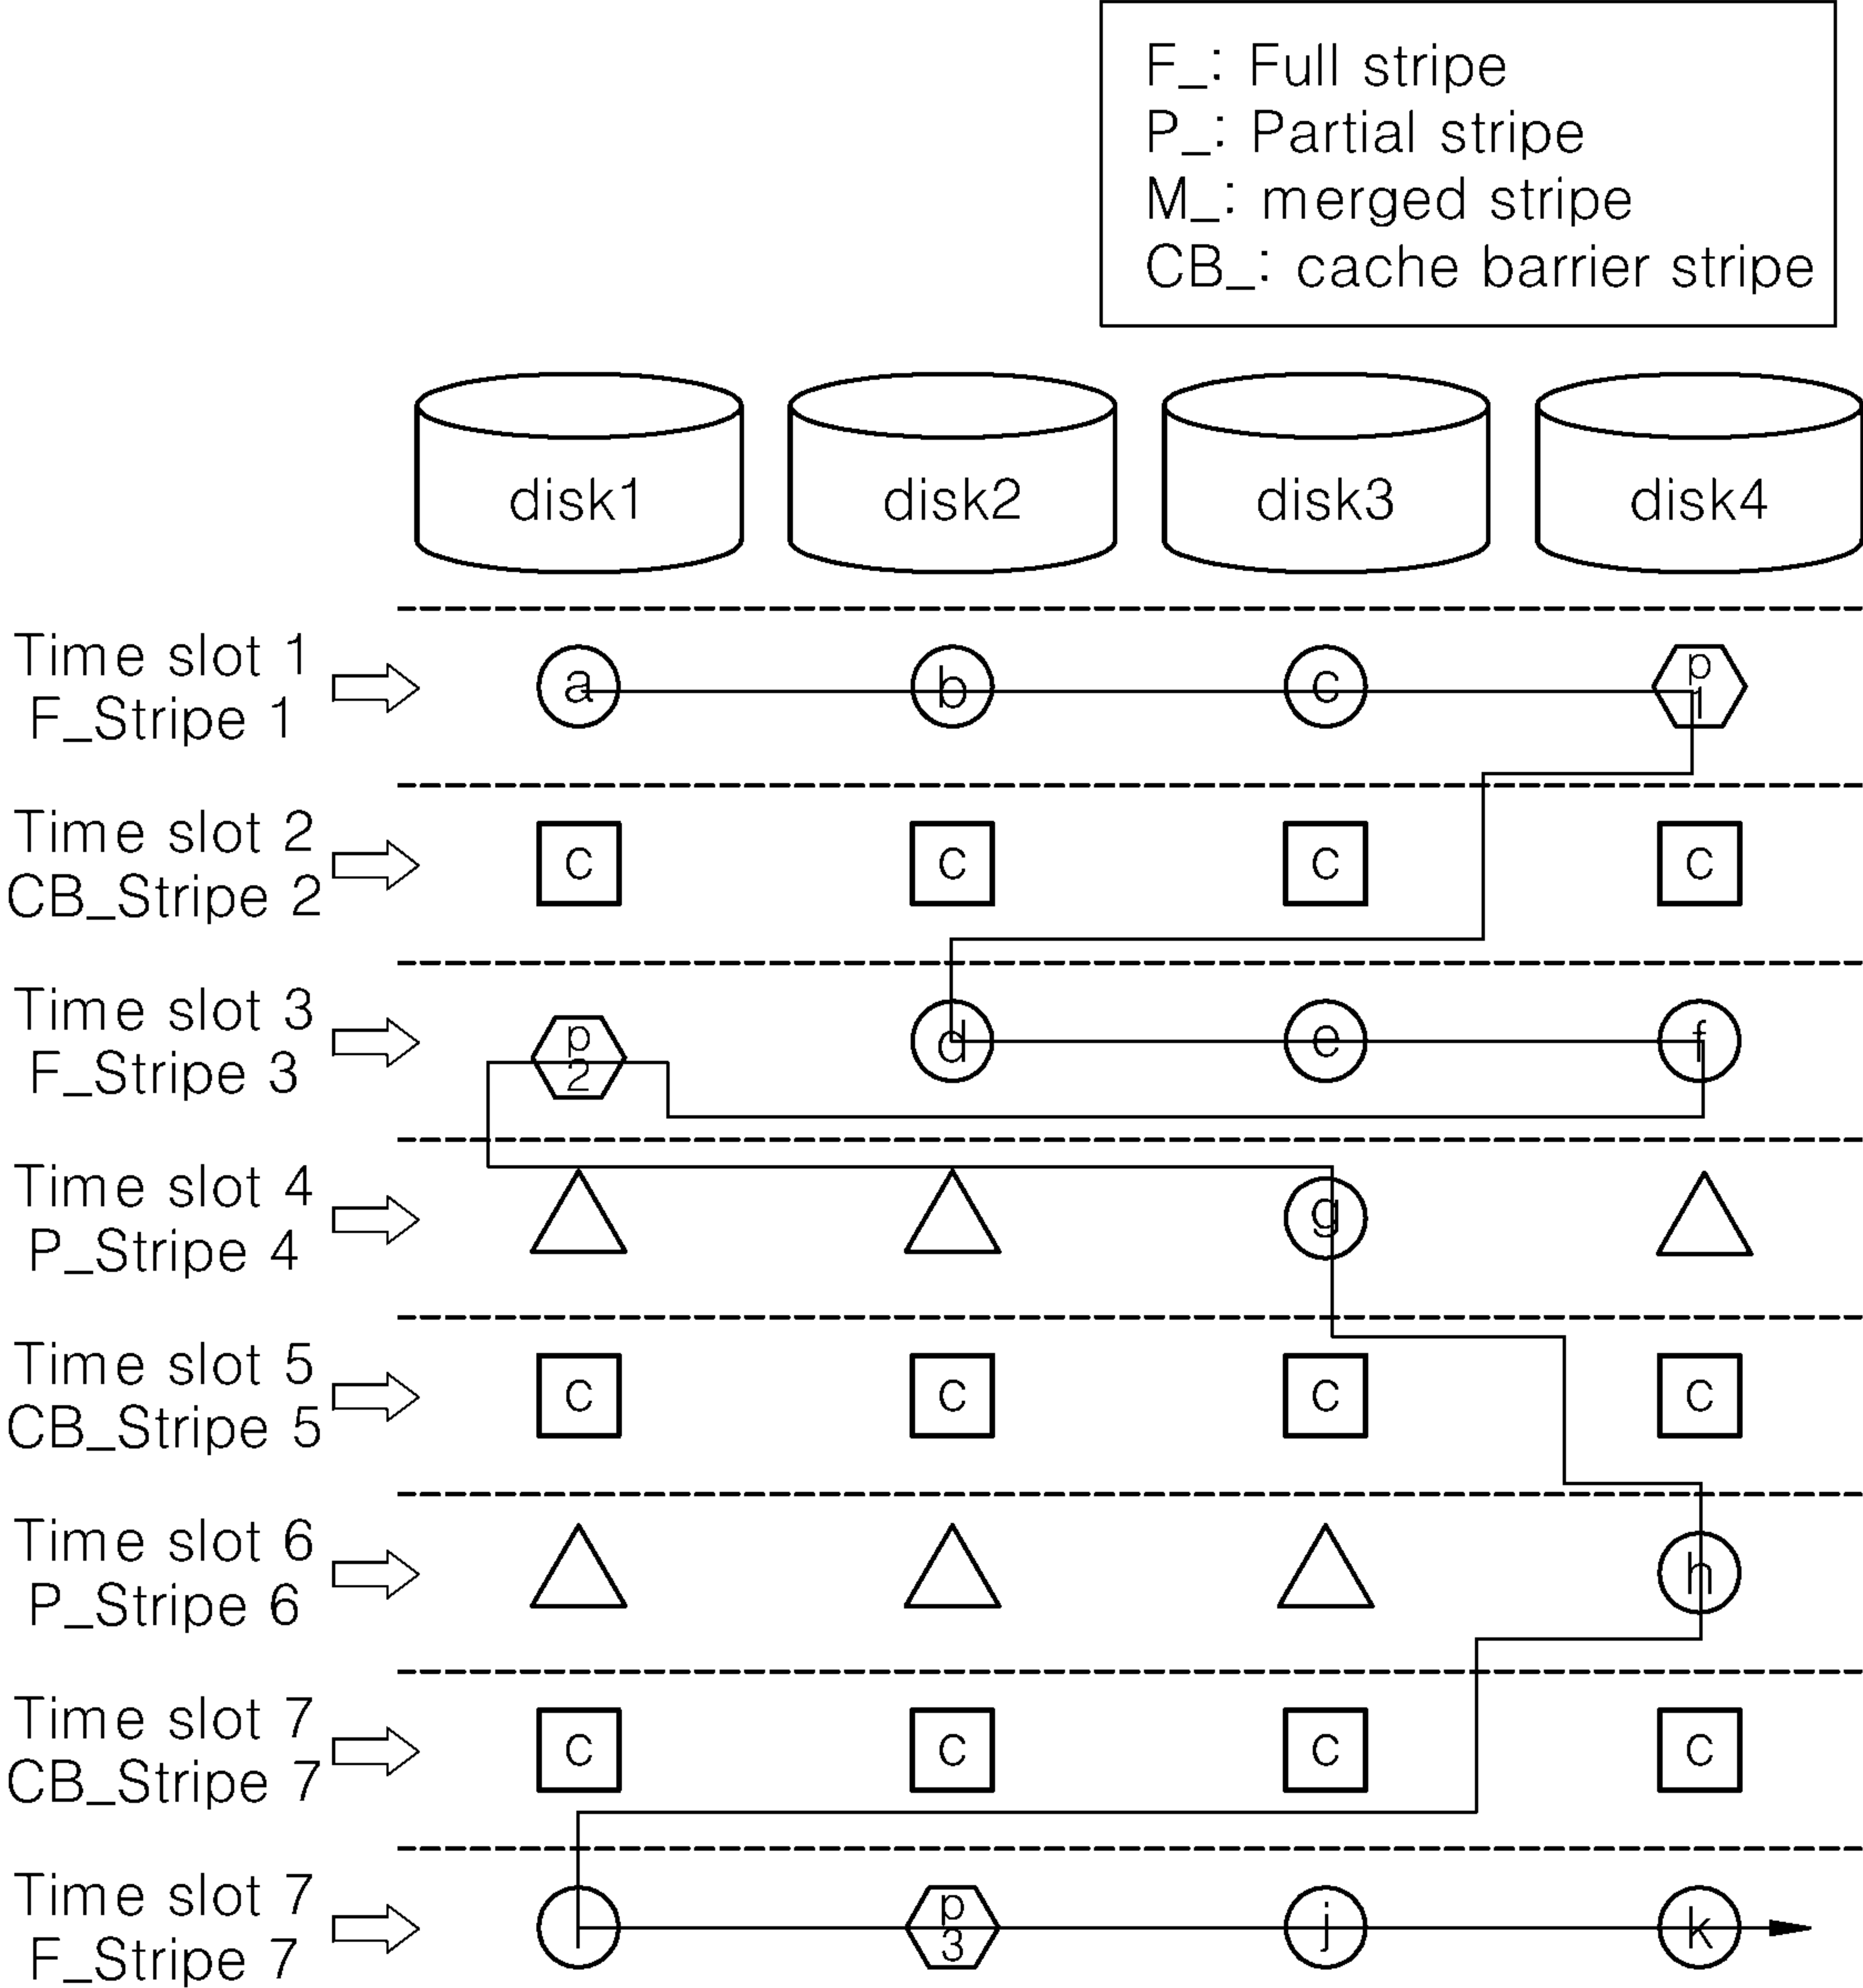 F_: Full stripe
P_: Partial stripe
M_: merged stripe
CB_: cache barrier stripe
disk1 disk2 disk3 disk4
Time slot 1
F_Stripe 1
a b c p1
Time slot 2
CB_Stripe 2
c c c c
Time slot 3
F_Stripe 3
p2 d e f
Time slot 4
P_Stripe 4
g
Time slot 5
CB_Stripe 5
c c c c
Time slot 6
P_Stripe 6
h
Time slot 7
CB_Stripe 7
c c c c
Time slot 7
F_Stripe 7
p3 j k